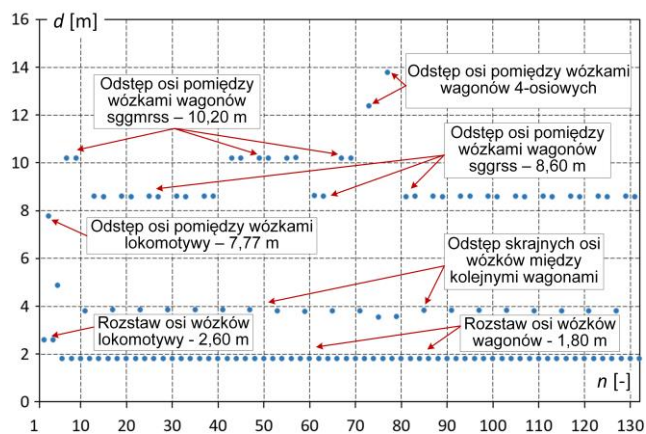 d [m]
16
14
12
10
8
6
4
2
0
Odstęp osi pomiędzy
wózkami wagonów
sggmrss – 10,20 m
Odstęp osi pomiędzy wózkami
wagonów 4-osiowych
Odstęp osi pomiędzy
wózkami wagonów
sggrss – 8,60 m
Odstęp osi pomiędzy wózkami
lokomotywy – 7,77 m
Odstęp skrajnych osi
wózków między
kolejnymi wagonami
Rozstaw osi wózków
lokomotywy - 2,60 m
Rozstaw osi wózków
wagonów - 1,80 m
n [-]
1 10 20 30 40 50 60 70 80 90 100 110 120 130